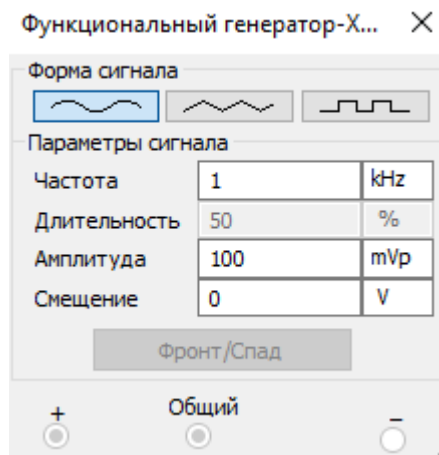 Функциональный генератор-X...
Форма сигнала
Параметры сигнала
Частота 1 kHz
Длительность 50 %
Амплитуда 100 mVp
Смещение 0 V
Фронт/Спад
+ Общий –